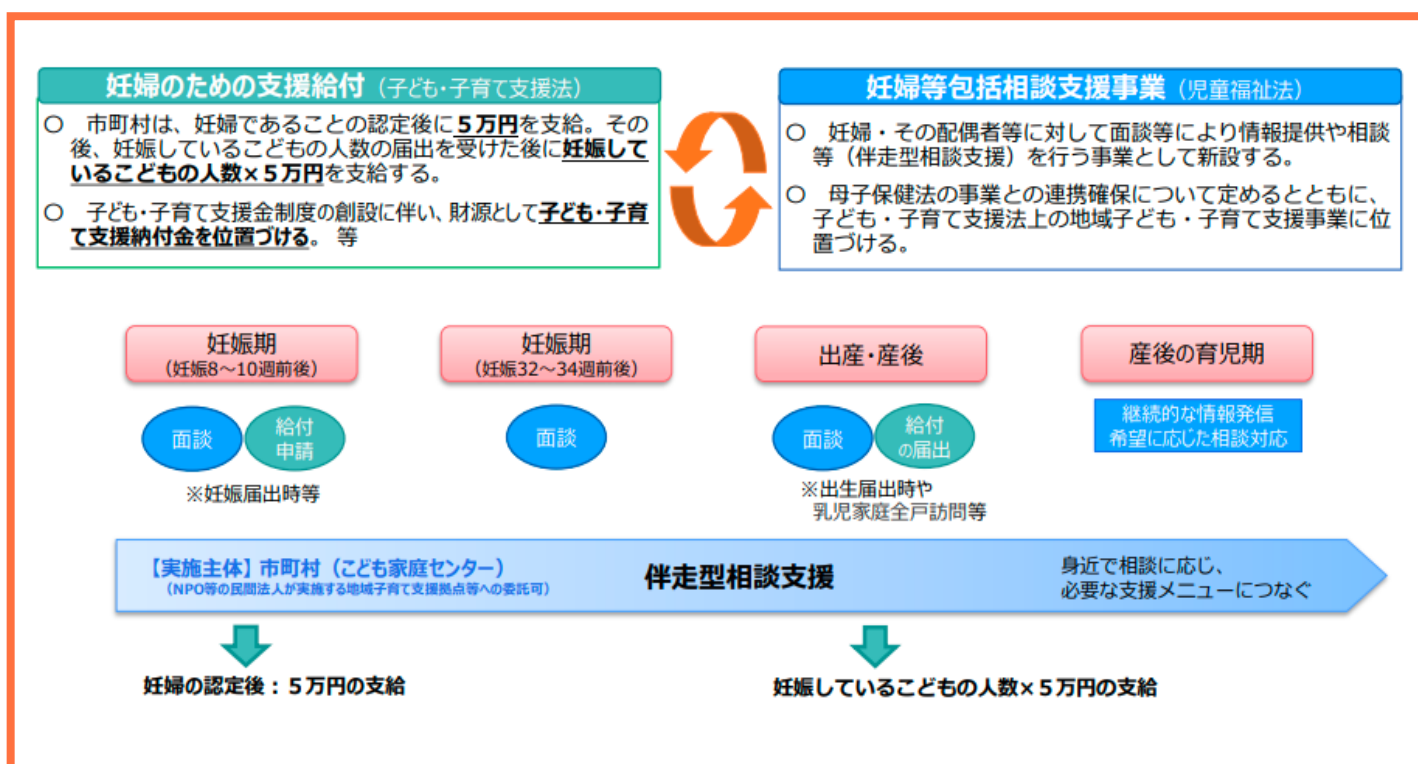 妊婦のための支援給付（子ども・子育て支援法）
○　市町村は、妊婦であることの認定後に５万円を支給。その
後、妊娠しているこどもの人数の届出を受けた後に妊娠して
いるこどもの人数×５万円を支給する。
○　子ども・子育て支援金制度の創設に伴い、財源として子ども・子育
て支援納付金を位置づける。 等
妊婦等包括相談支援事業（児童福祉法）
○　妊婦・その配偶者等に対して面談等により情報提供や相談
等（伴走型相談支援）を行う事業として新設する。
○　母子保健法の事業との連携確保について定めるとともに、
子ども・子育て支援法上の地域子ども・子育て支援事業に位
置づける。
妊娠期
（妊娠8～10週前後）
妊娠期
（妊娠32～34週前後）
出産・産後
産後の育児期
面談
給付
申請
※妊娠届出時等
面談
面談
給付
の届出
※出生届出時や
乳児家庭全戸訪問等
継続的な情報発信
希望に応じた相談対応
【実施主体】市町村（こども家庭センター）
（NPO等の民間法人が実施する地域子育て支援拠点等への委託可）
伴走型相談支援
身近で相談に応じ、
必要な支援メニューにつなぐ
妊婦の認定後：５万円の支給
妊娠しているこどもの人数×５万円の支給